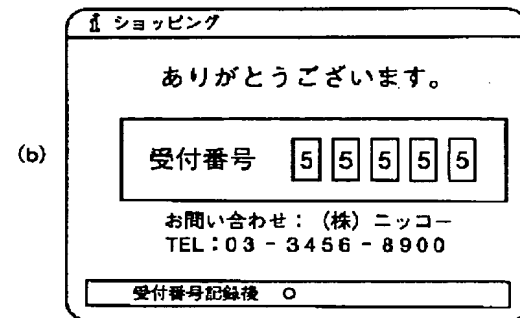 i ショッピング
ありがとうございます。
(b)
受付番号 5 5 5 5 5
お問い合わせ：（株）ニッコー
TEL：03－3456－8900
受付番号記録後 ○